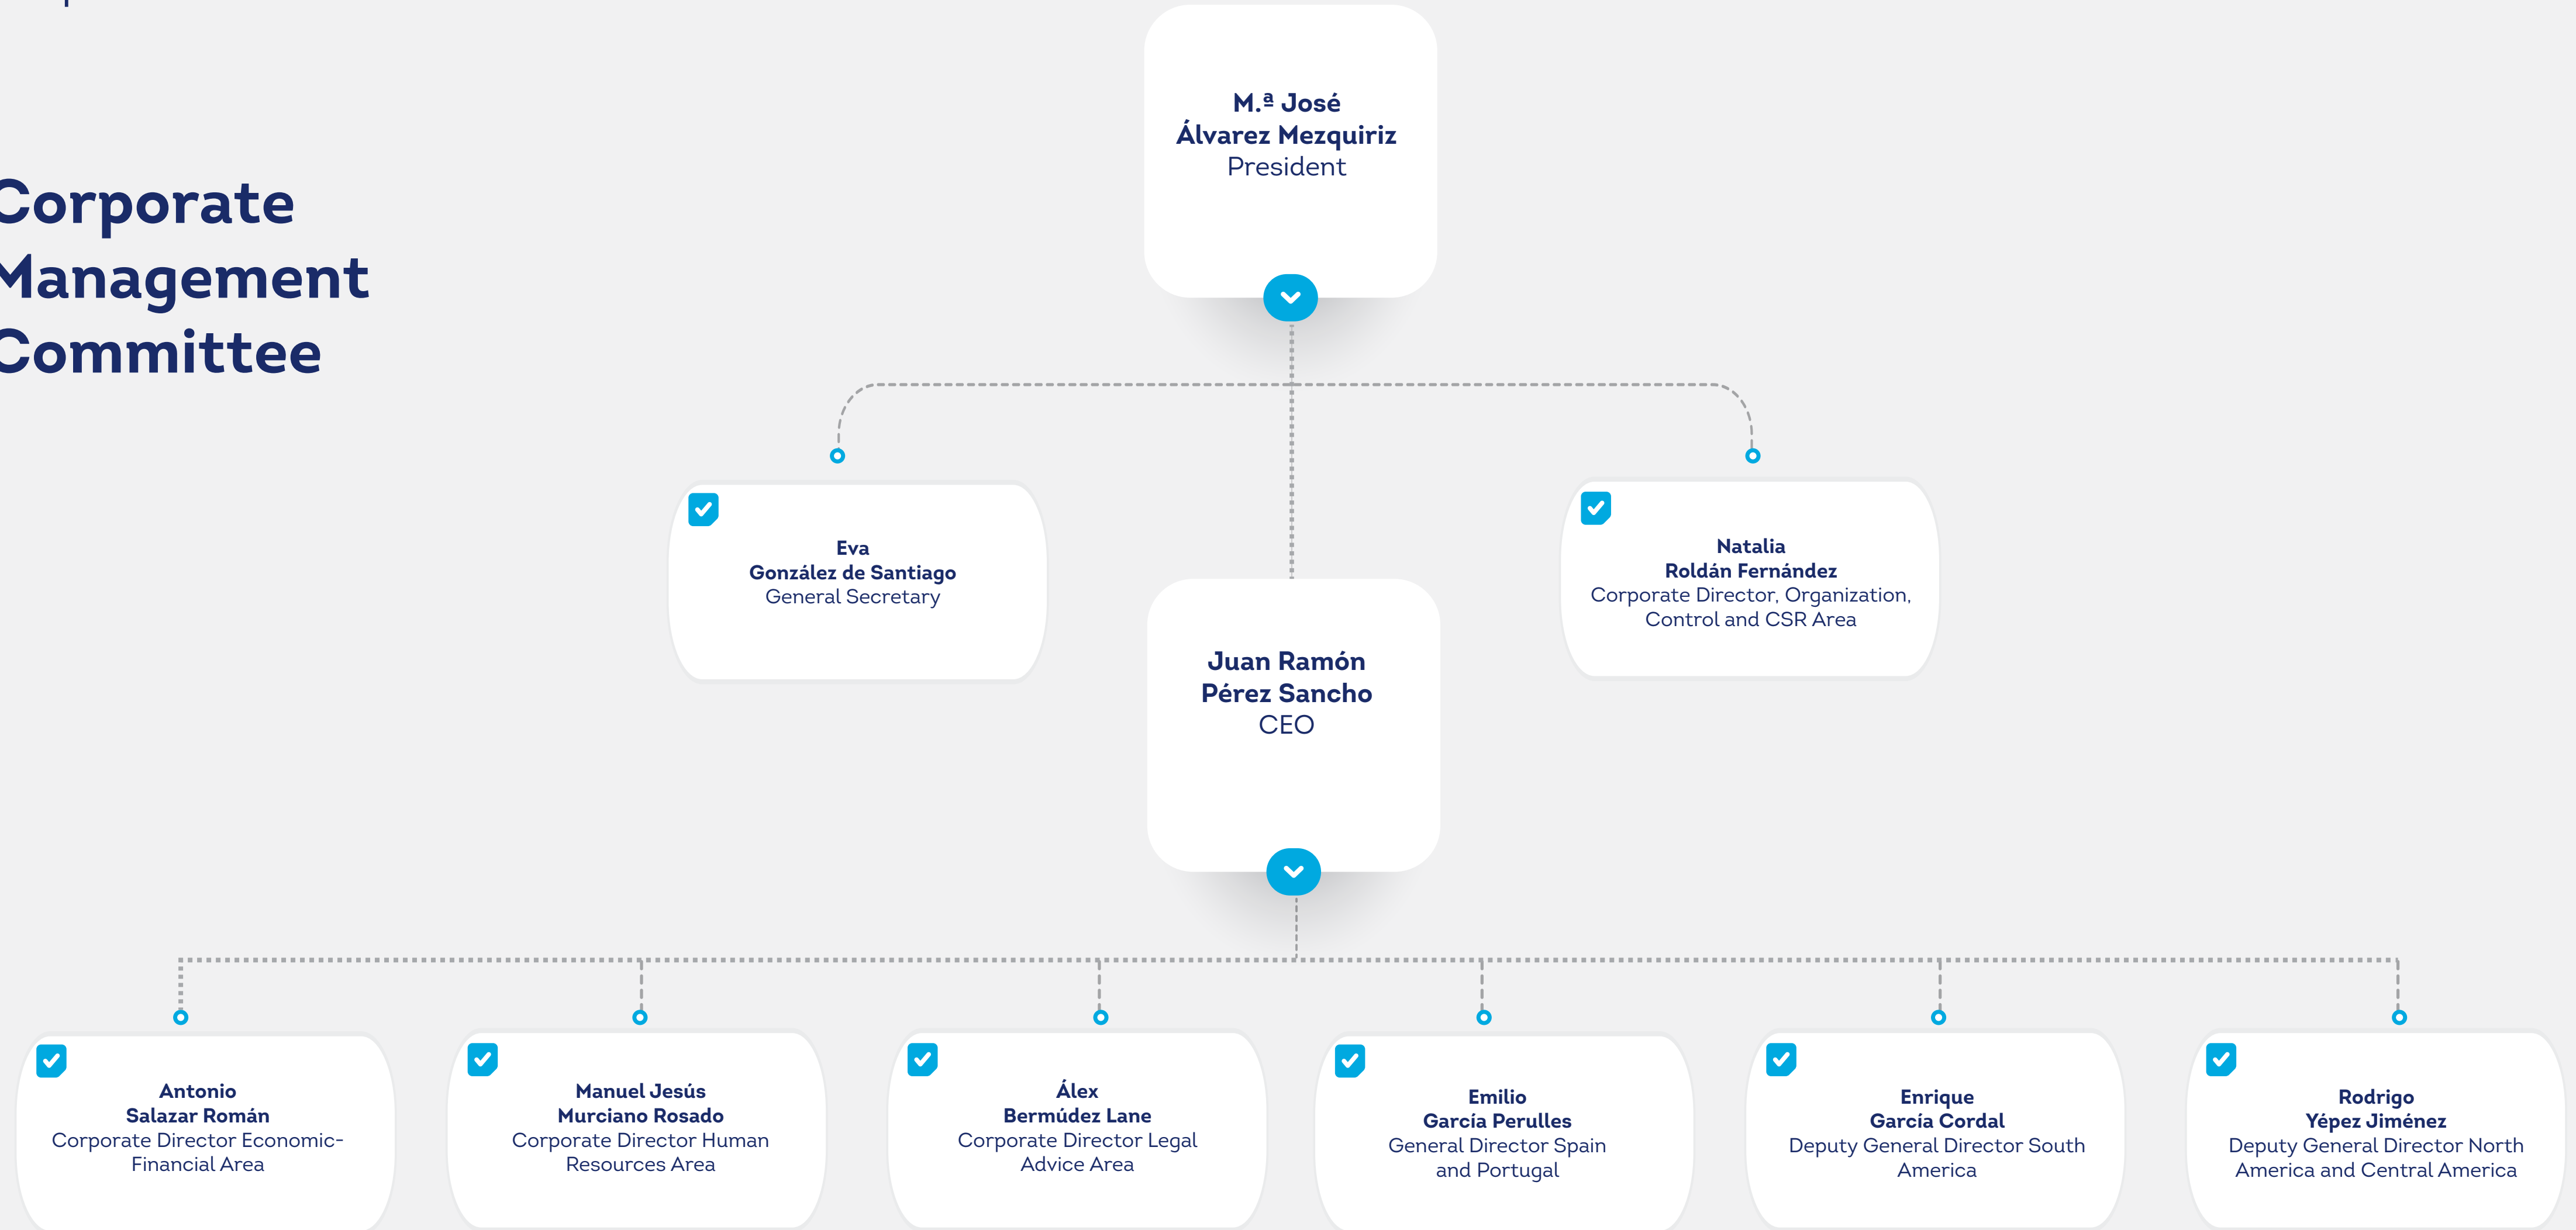 Corporate
Management
Committee
M.ª José
Álvarez Mezquiriz
President
Eva
González de Santiago
General Secretary
Natalia
Roldán Fernández
Corporate Director, Organization,
Control and CSR Area
Juan Ramón
Pérez Sancho
CEO
Antonio
Salazar Román
Corporate Director Economic-
Financial Area
Manuel Jesús
Murciano Rosado
Corporate Director Human
Resources Area
Álex
Bermúdez Lane
Corporate Director Legal
Advice Area
Emilio
García Perulles
General Director Spain
and Portugal
Enrique
García Cordal
Deputy General Director South
America
Rodrigo
Yépez Jiménez
Deputy General Director North
America and Central America